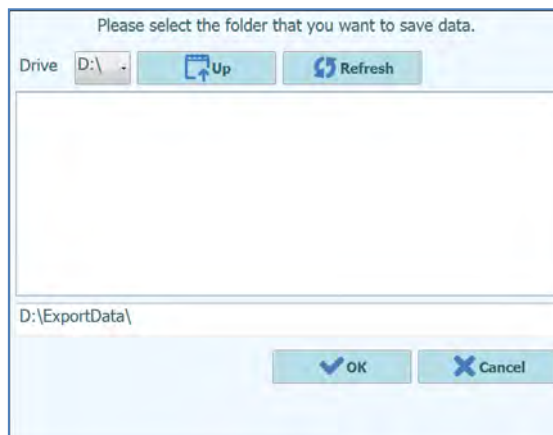 Please select the folder that you want to save data.
Drive D:\ Up Refresh
D:\ExportData\
OK Cancel